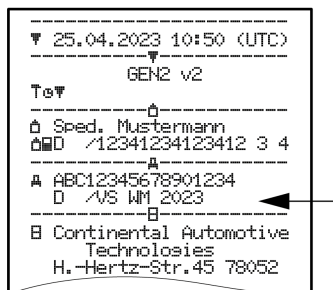 ▼ 25.04.2023 10:50 (UTC)
GEN2 v2
T⊙▼
Sped. Mustermann
D /12341234123412 3 4
ABC12345678901234
D /VS WM 2023
Continental Automotive
Technologies
H.-Hertz-Str.45 78052